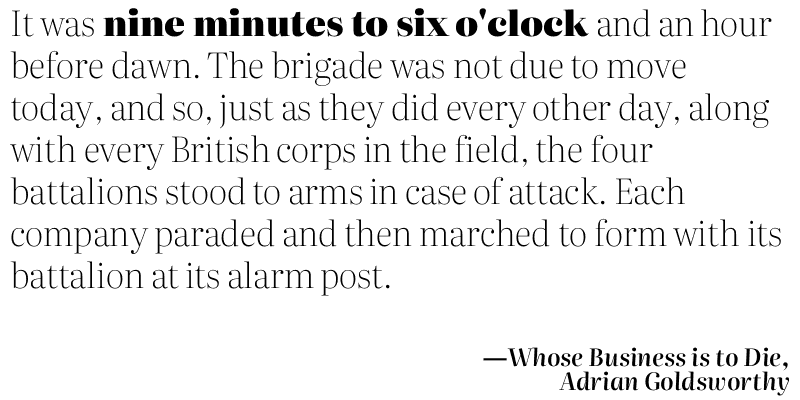 It was nine minutes to six o'clock and an hour
before dawn. The brigade was not due to move
today, and so, just as they did every other day, along
with every British corps in the field, the four
battalions stood to arms in case of attack. Each
company paraded and then marched to form with its
battalion at its alarm post.
—Whose Business is to Die,
Adrian Goldsworthy